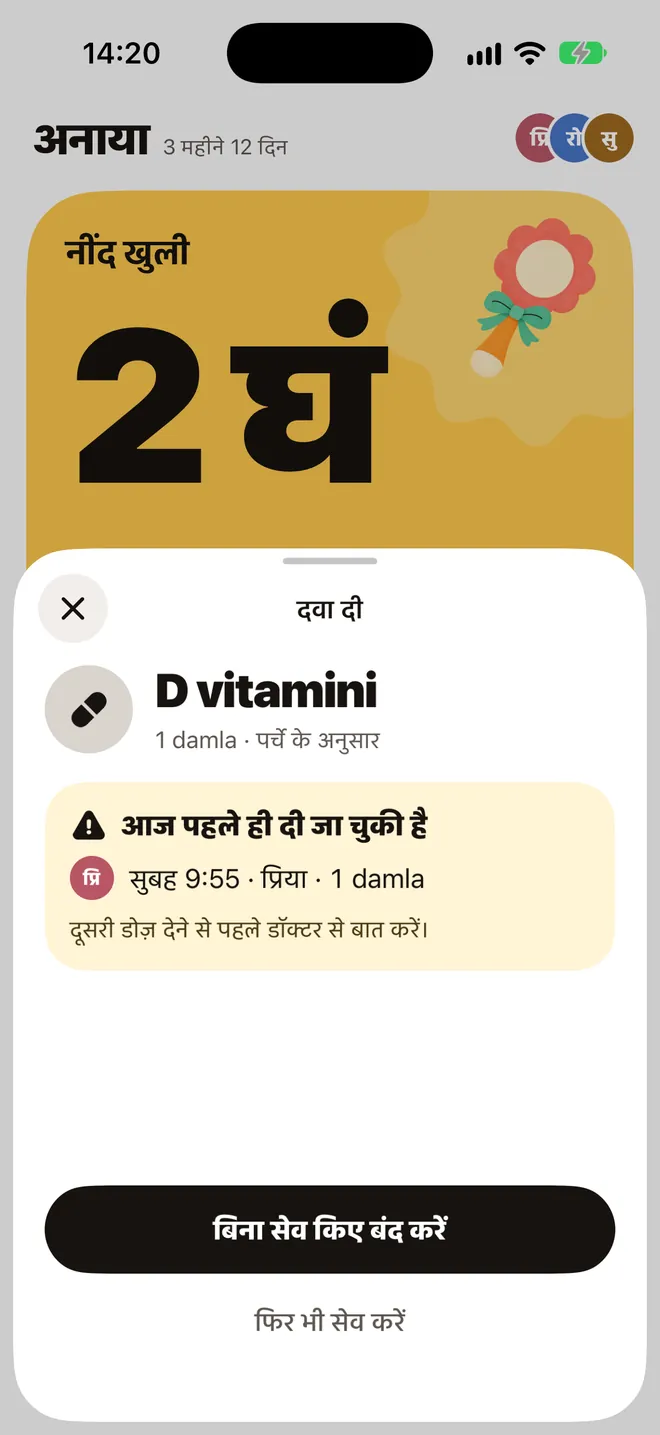 14:20
अनाया 3 महीने 12 दिन
प्रि रो सु
नींद खुली
2 घं
दवा दी
D vitamini
1 damla · पर्चे के अनुसार
आज पहले ही दी जा चुकी है
प्रि सुबह 9:55 · प्रिया · 1 damla
दूसरी डोज़ देने से पहले डॉक्टर से बात करें।
बिना सेव किए बंद करें
फिर भी सेव करें